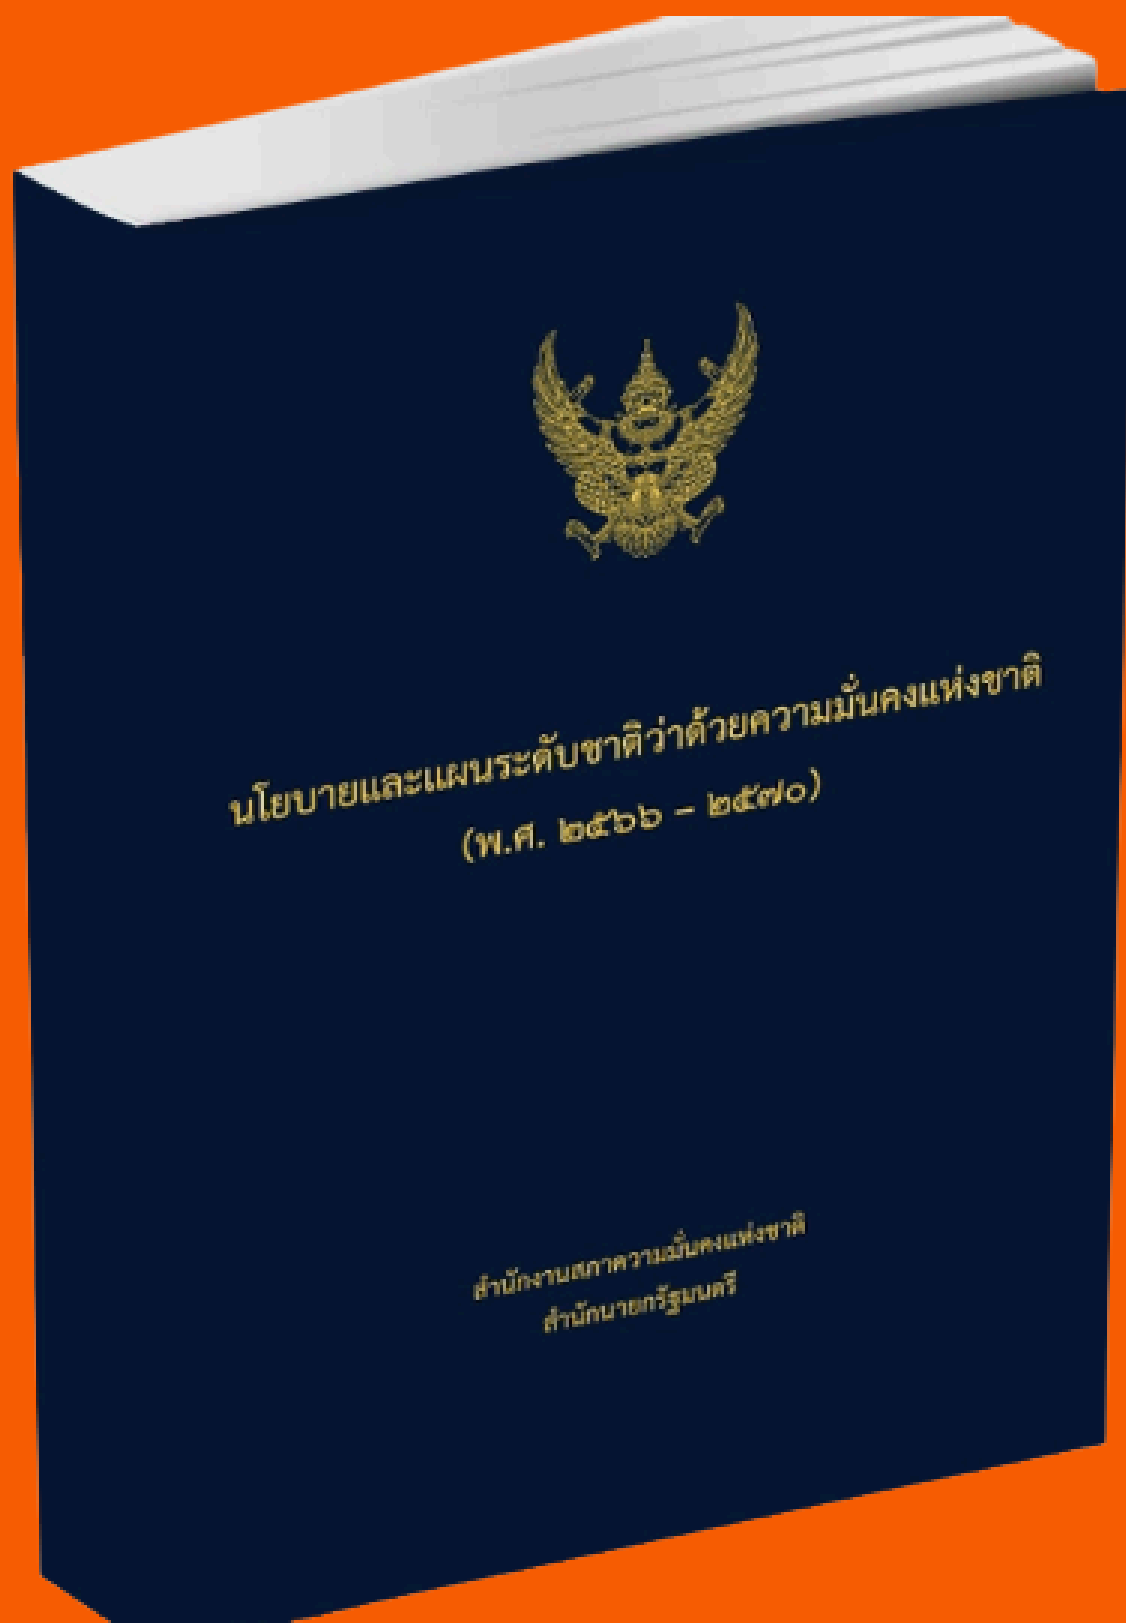 นโยบายและแผนระดับชาติว่าด้วยความมั่นคงแห่งชาติ
(พ.ศ. ๒๕๖๖ – ๒๕๗๐)
สำนักงานสภาความมั่นคงแห่งชาติ
สำนักนายกรัฐมนตรี